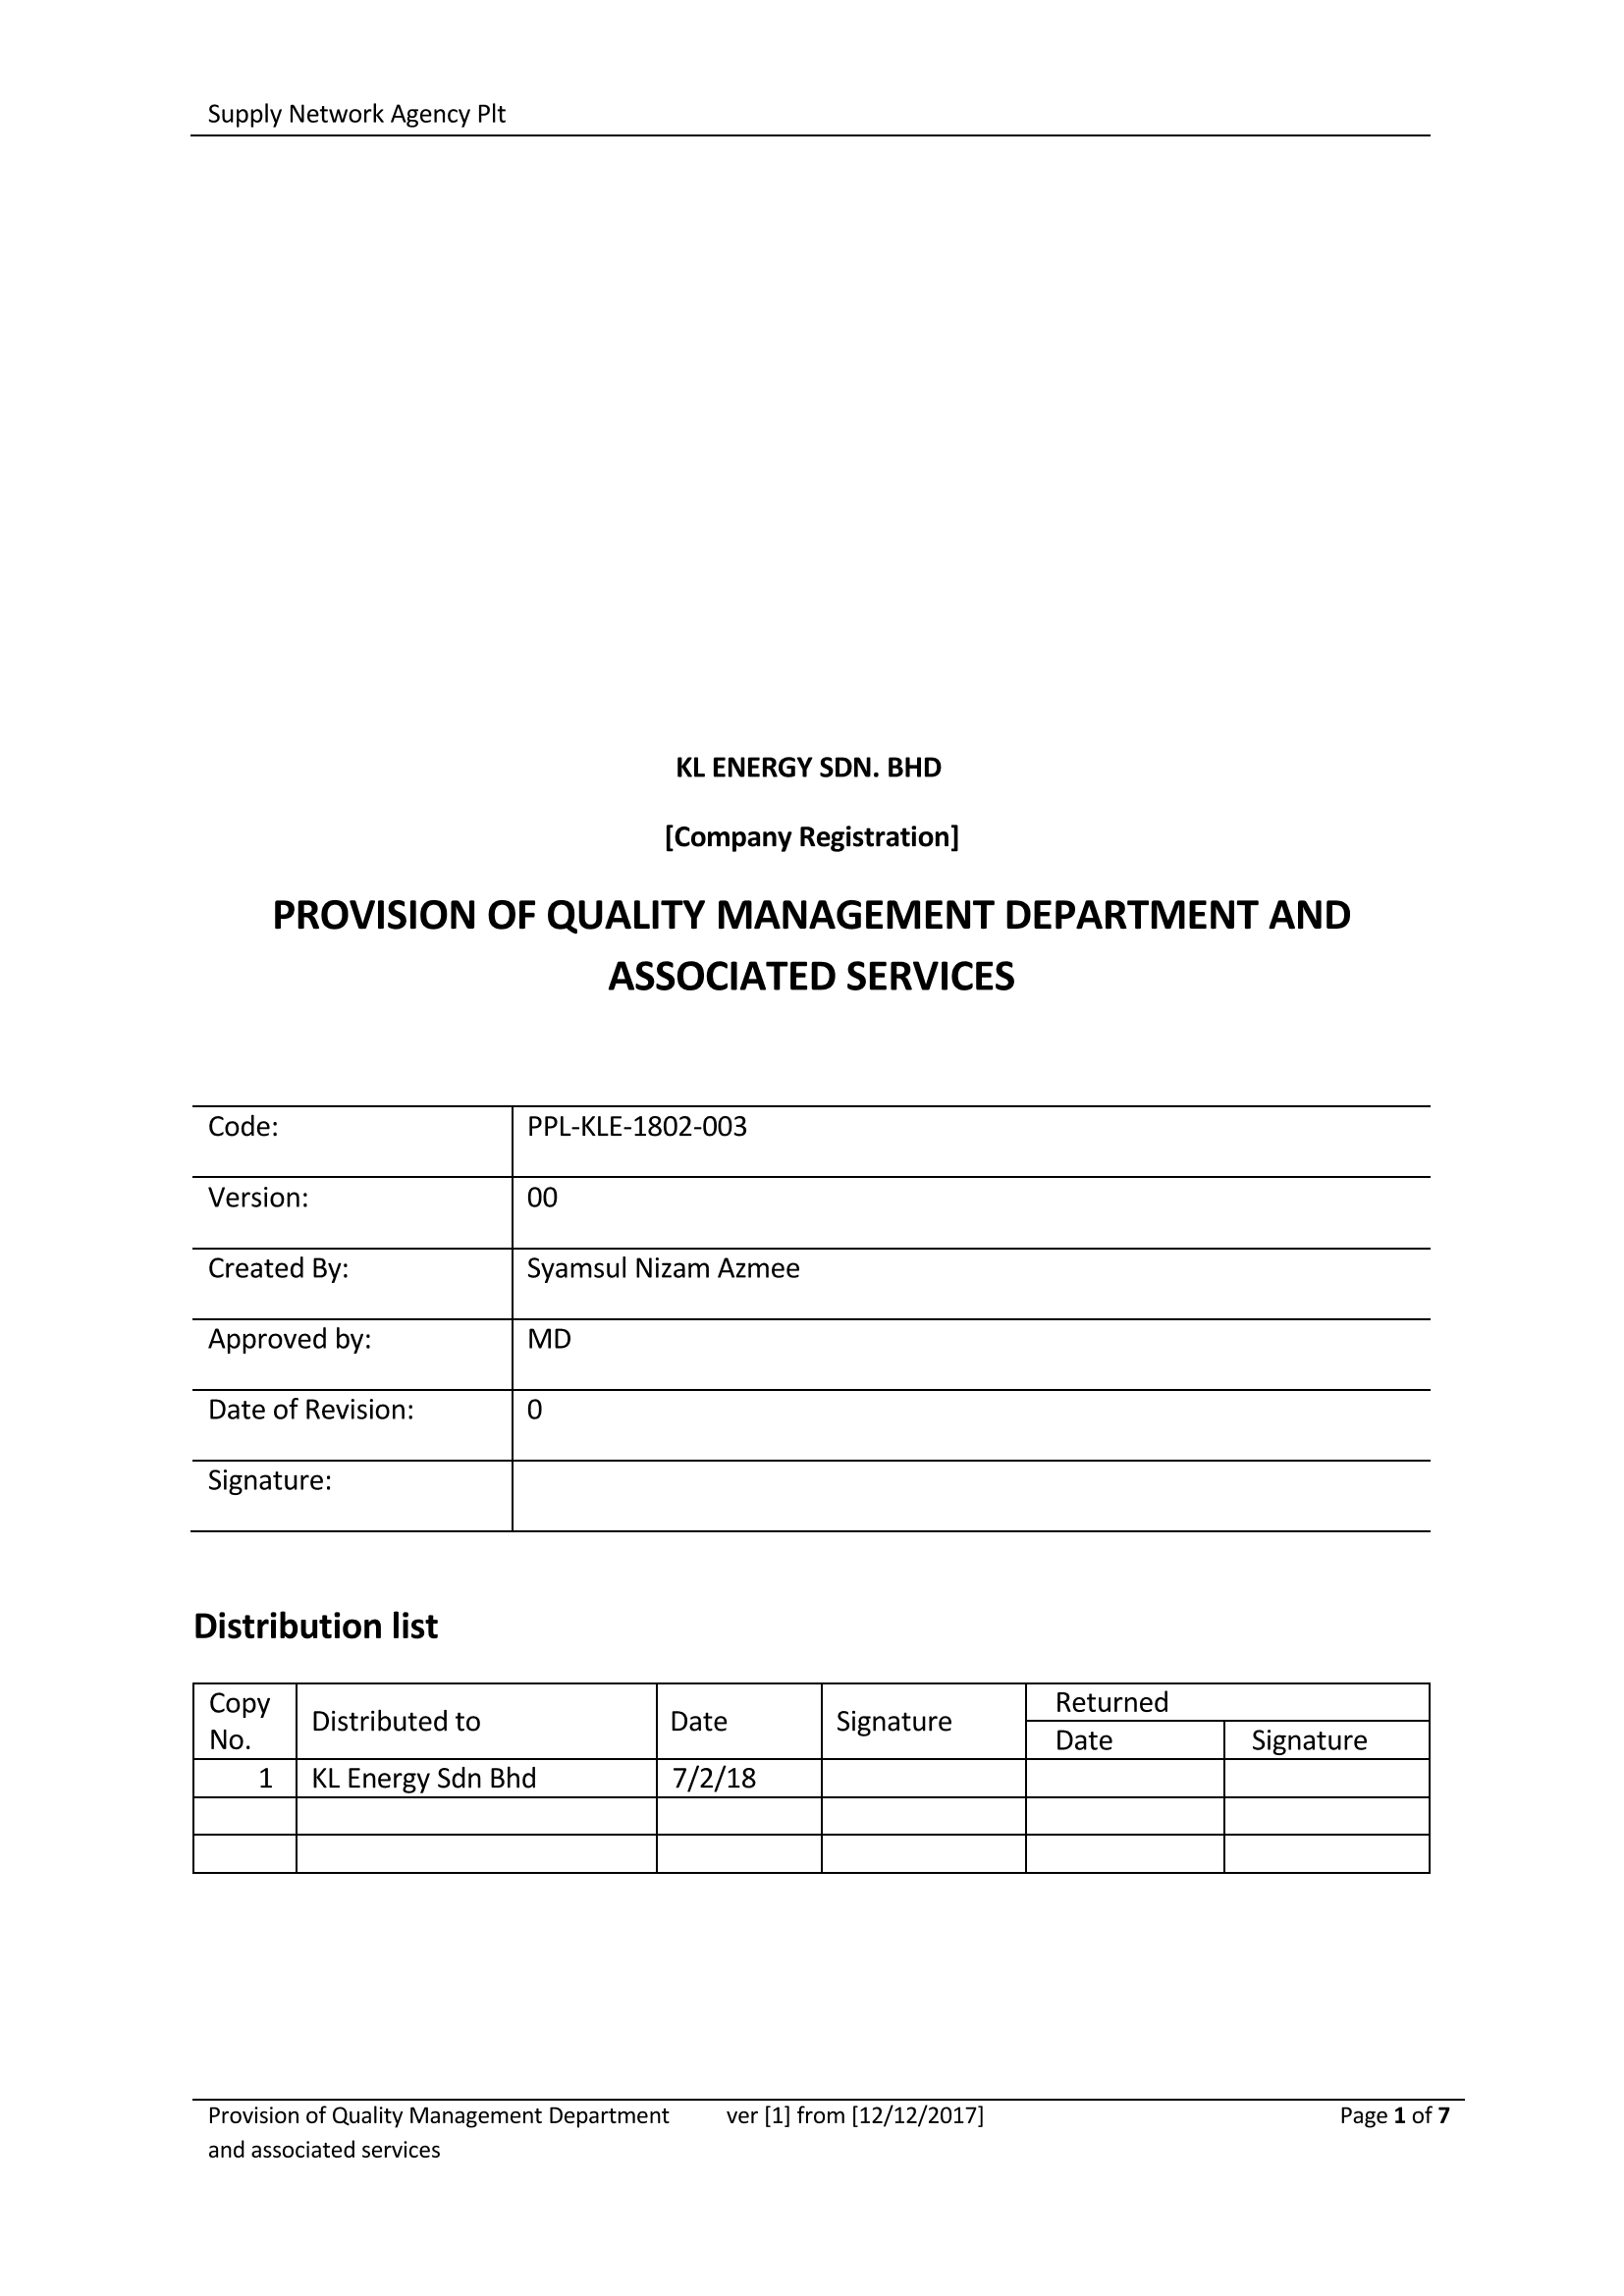 Supply Network Agency Plt
KL ENERGY SDN. BHD
[Company Registration]
PROVISION OF QUALITY MANAGEMENT DEPARTMENT AND
ASSOCIATED SERVICES
Code: PPL-KLE-1802-003
Version: 00
Created By: Syamsul Nizam Azmee
Approved by: MD
Date of Revision: 0
Signature:
Distribution list
Copy No. Distributed to Date Signature Returned
Date Signature
1 KL Energy Sdn Bhd 7/2/18
Provision of Quality Management Department ver [1] from [12/12/2017] Page 1 of 7
and associated services